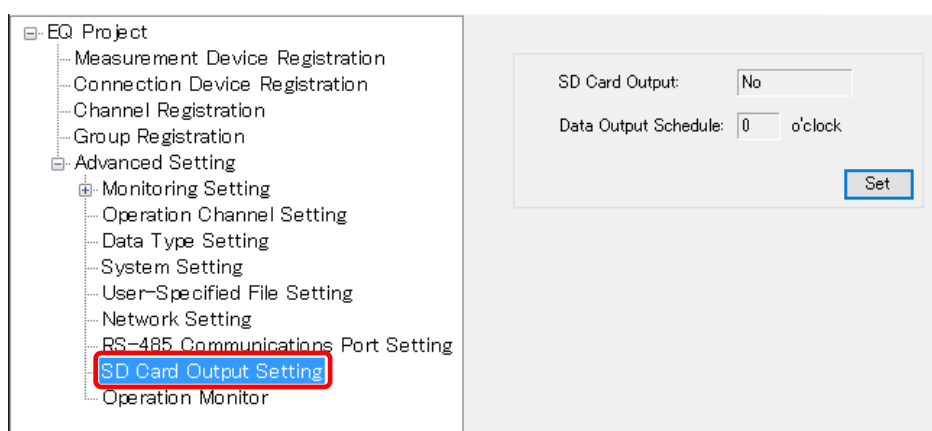 EQ Project
Measurement Device Registration
Connection Device Registration
Channel Registration
Group Registration
Advanced Setting
Monitoring Setting
Operation Channel Setting
Data Type Setting
System Setting
User-Specified File Setting
Network Setting
RS-485 Communications Port Setting
SD Card Output Setting
Operation Monitor
SD Card Output: No
Data Output Schedule: 0 o'clock
Set